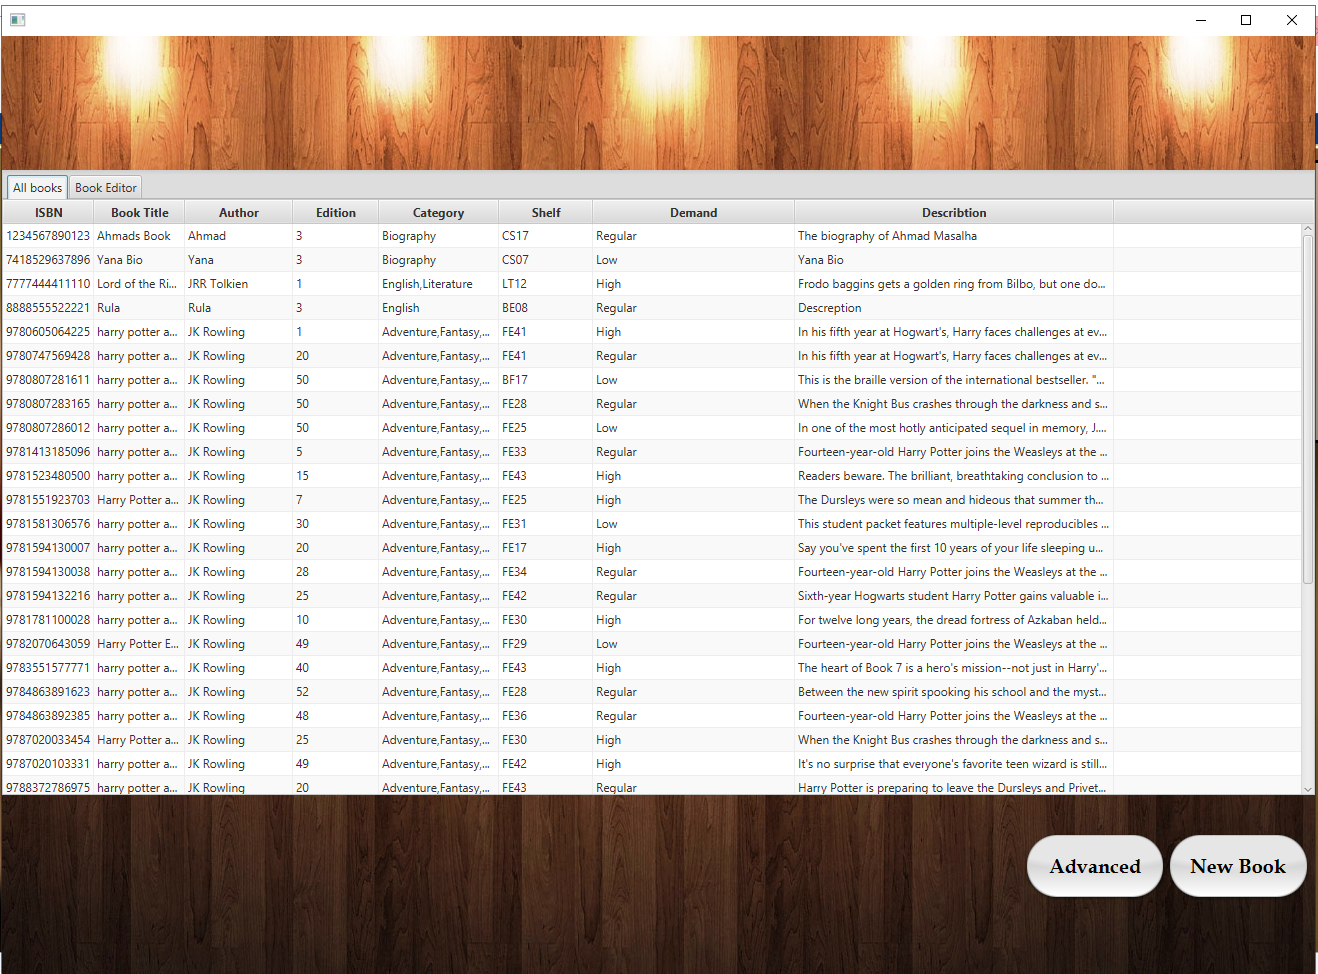 All books Book Editor
ISBN Book Title Author Edition Category Shelf Demand Describtion
1234567890123 Ahmads Book Ahmad 3 Biography CS17 Regular The biography of Ahmad Masalha
7418529637896 Yana Bio Yana 3 Biography CS07 Low Yana Bio
7777444411110 Lord of the Ri... JRR Tolkien 1 English,Literature LT12 High Frodo baggins gets a golden ring from Bilbo, but one do...
8888555522221 Rula Rula 3 English BE08 Regular Descreption
9780605064225 harry potter a... JK Rowling 1 Adventure,Fantasy,... FE41 High In his fifth year at Hogwart's, Harry faces challenges at ev...
9780747569428 harry potter a... JK Rowling 20 Adventure,Fantasy,... FE41 Regular In his fifth year at Hogwart's, Harry faces challenges at ev...
9780807281611 harry potter a... JK Rowling 50 Adventure,Fantasy,... BF17 Low This is the braille version of the international bestseller. "...
9780807283165 harry potter a... JK Rowling 50 Adventure,Fantasy,... FE28 Regular When the Knight Bus crashes through the darkness and s...
9780807286012 harry potter a... JK Rowling 50 Adventure,Fantasy,... FE25 Low In one of the most hotly anticipated sequel in memory, J....
9781413185096 harry potter a... JK Rowling 5 Adventure,Fantasy,... FE33 Regular Fourteen-year-old Harry Potter joins the Weasleys at the ...
9781523480500 harry potter a... JK Rowling 15 Adventure,Fantasy,... FE43 High Readers beware. The brilliant, breathtaking conclusion to ...
9781551923703 Harry Potter a... JK Rowling 7 Adventure,Fantasy,... FE25 High The Dursleys were so mean and hideous that summer th...
9781581306576 harry potter a... JK Rowling 30 Adventure,Fantasy,... FE31 Low This student packet features multiple-level reproducibles ...
9781594130007 harry potter a... JK Rowling 20 Adventure,Fantasy,... FE17 High Say you've spent the first 10 years of your life sleeping u...
9781594130038 harry potter a... JK Rowling 28 Adventure,Fantasy,... FE34 Regular Fourteen-year-old Harry Potter joins the Weasleys at the ...
9781594132216 harry potter a... JK Rowling 25 Adventure,Fantasy,... FE42 Regular Sixth-year Hogwarts student Harry Potter gains valuable i...
9781781100028 harry potter a... JK Rowling 10 Adventure,Fantasy,... FE30 High For twelve long years, the dread fortress of Azkaban held...
9782070643059 Harry Potter E... JK Rowling 49 Adventure,Fantasy,... FF29 Low Fourteen-year-old Harry Potter joins the Weasleys at the ...
9783551577771 harry potter a... JK Rowling 40 Adventure,Fantasy,... FE43 High The heart of Book 7 is a hero's mission--not just in Harry'...
9784863891623 harry potter a... JK Rowling 52 Adventure,Fantasy,... FE28 Regular Between the new spirit spooking his school and the myst...
9784863892385 harry potter a... JK Rowling 48 Adventure,Fantasy,... FE36 Regular Fourteen-year-old Harry Potter joins the Weasleys at the ...
9787020033454 Harry Potter a... JK Rowling 25 Adventure,Fantasy,... FE30 High When the Knight Bus crashes through the darkness and s...
9787020103331 harry potter a... JK Rowling 49 Adventure,Fantasy,... FE42 High It's no surprise that everyone's favorite teen wizard is still...
9788372786975 harry potter a... JK Rowling 20 Adventure,Fantasy,... FE43 Regular Harry Potter is preparing to leave the Dursleys and Privet...
Advanced New Book